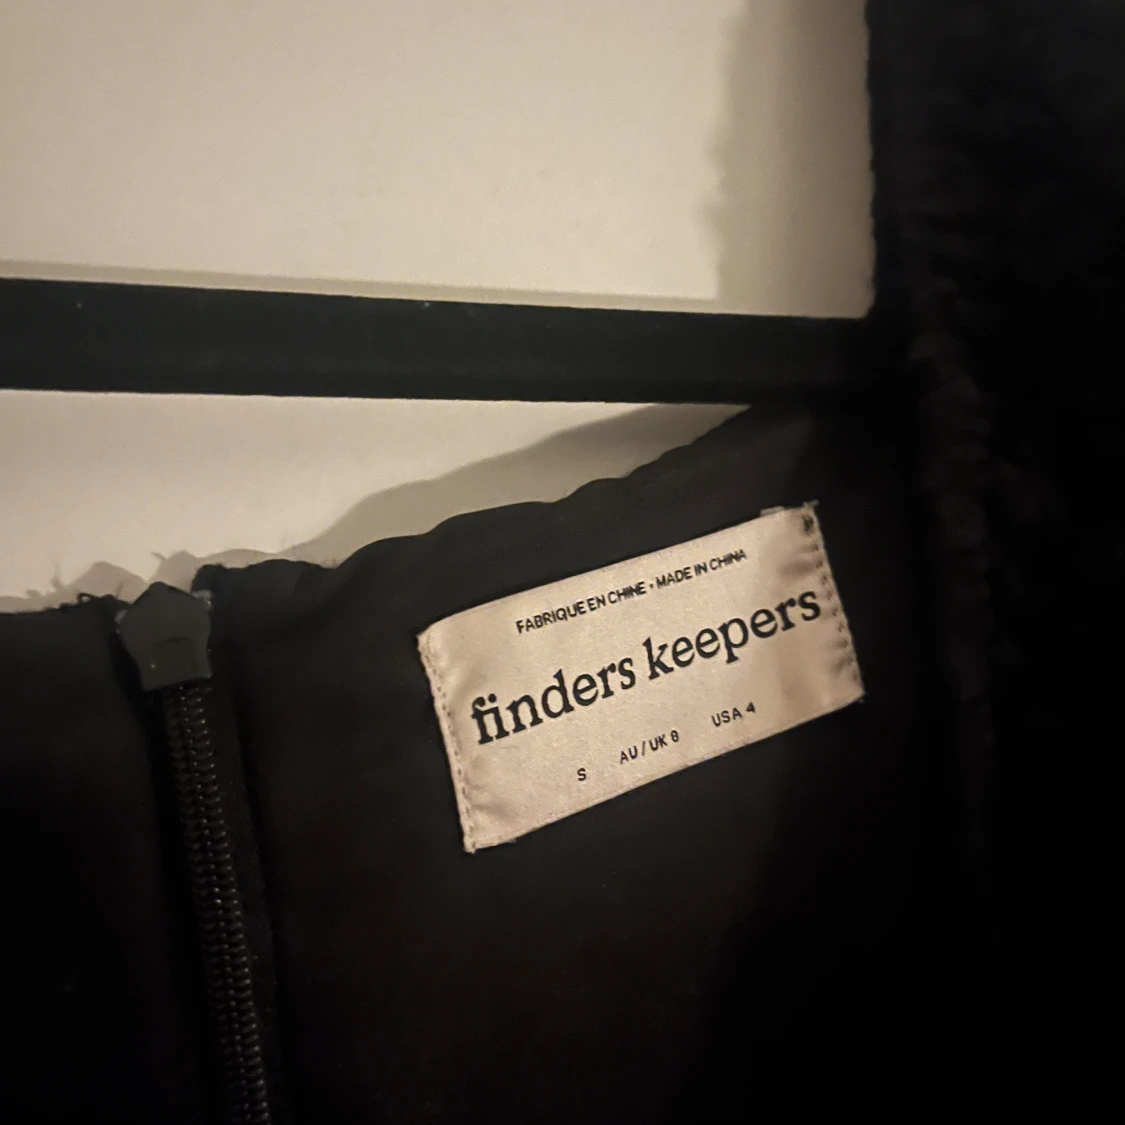 FABRIQUE EN CHINE • MADE IN CHINA
finders keepers
S AU / UK 8 USA 4